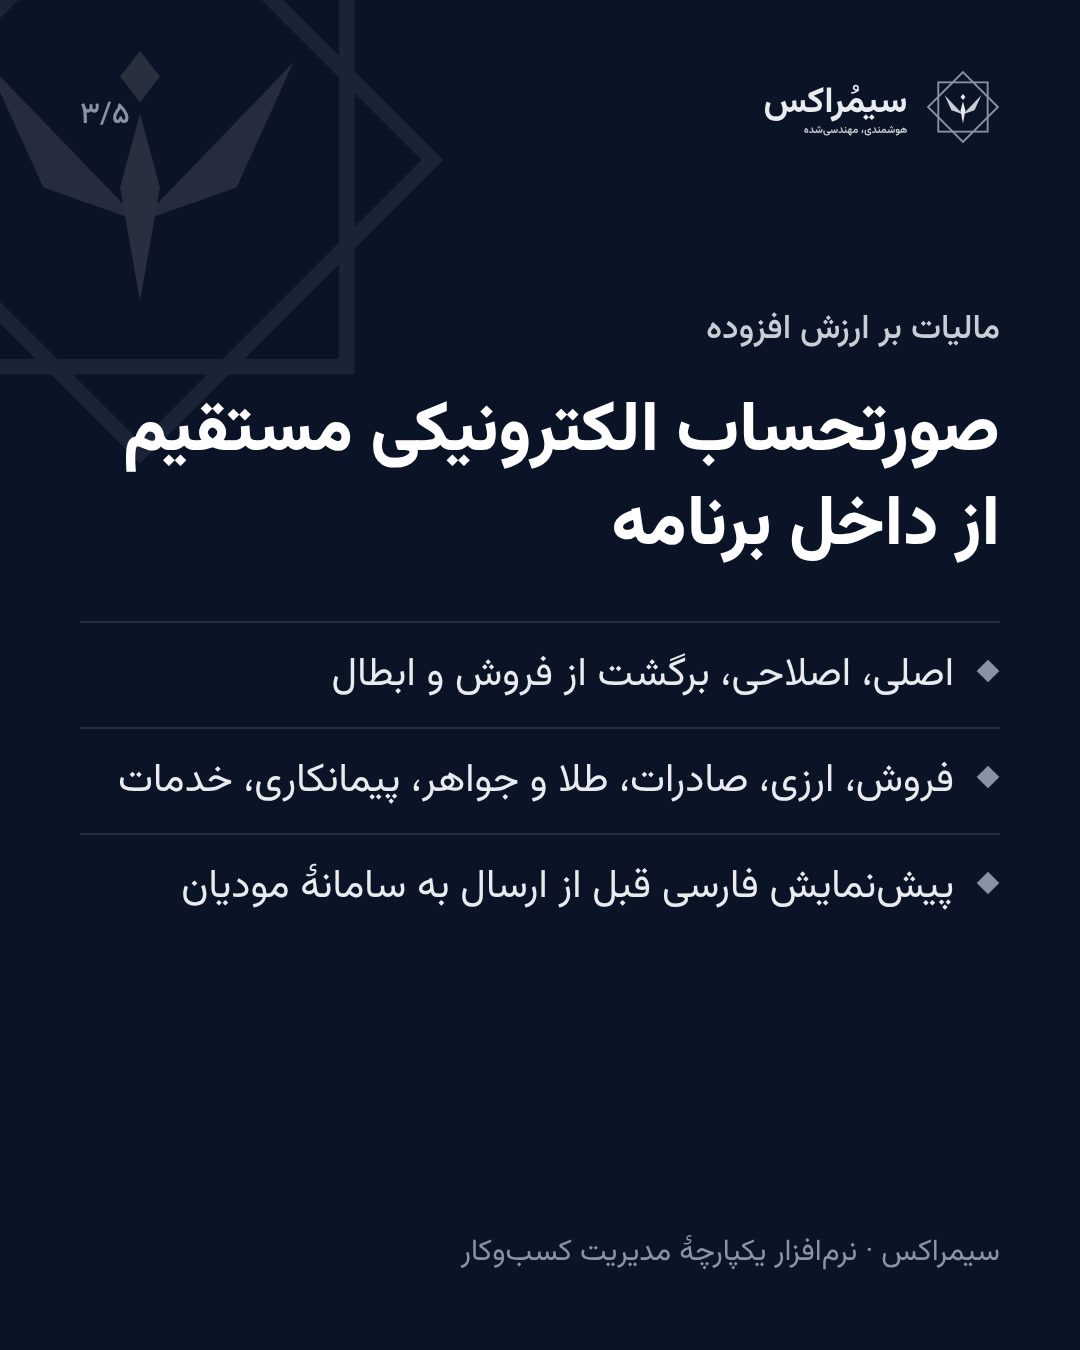 سیمُراکس
هوشمندی، مهندسی‌شده
۳/۵
مالیات بر ارزش افزوده
صورتحساب الکترونیکی مستقیم
از داخل برنامه
اصلی، اصلاحی، برگشت از فروش و ابطال
فروش، ارزی، صادرات، طلا و جواهر، پیمانکاری، خدمات
پیش‌نمایش فارسی قبل از ارسال به سامانهٔ مودیان
سیمراکس · نرم‌افزار یکپارچهٔ مدیریت کسب‌وکار